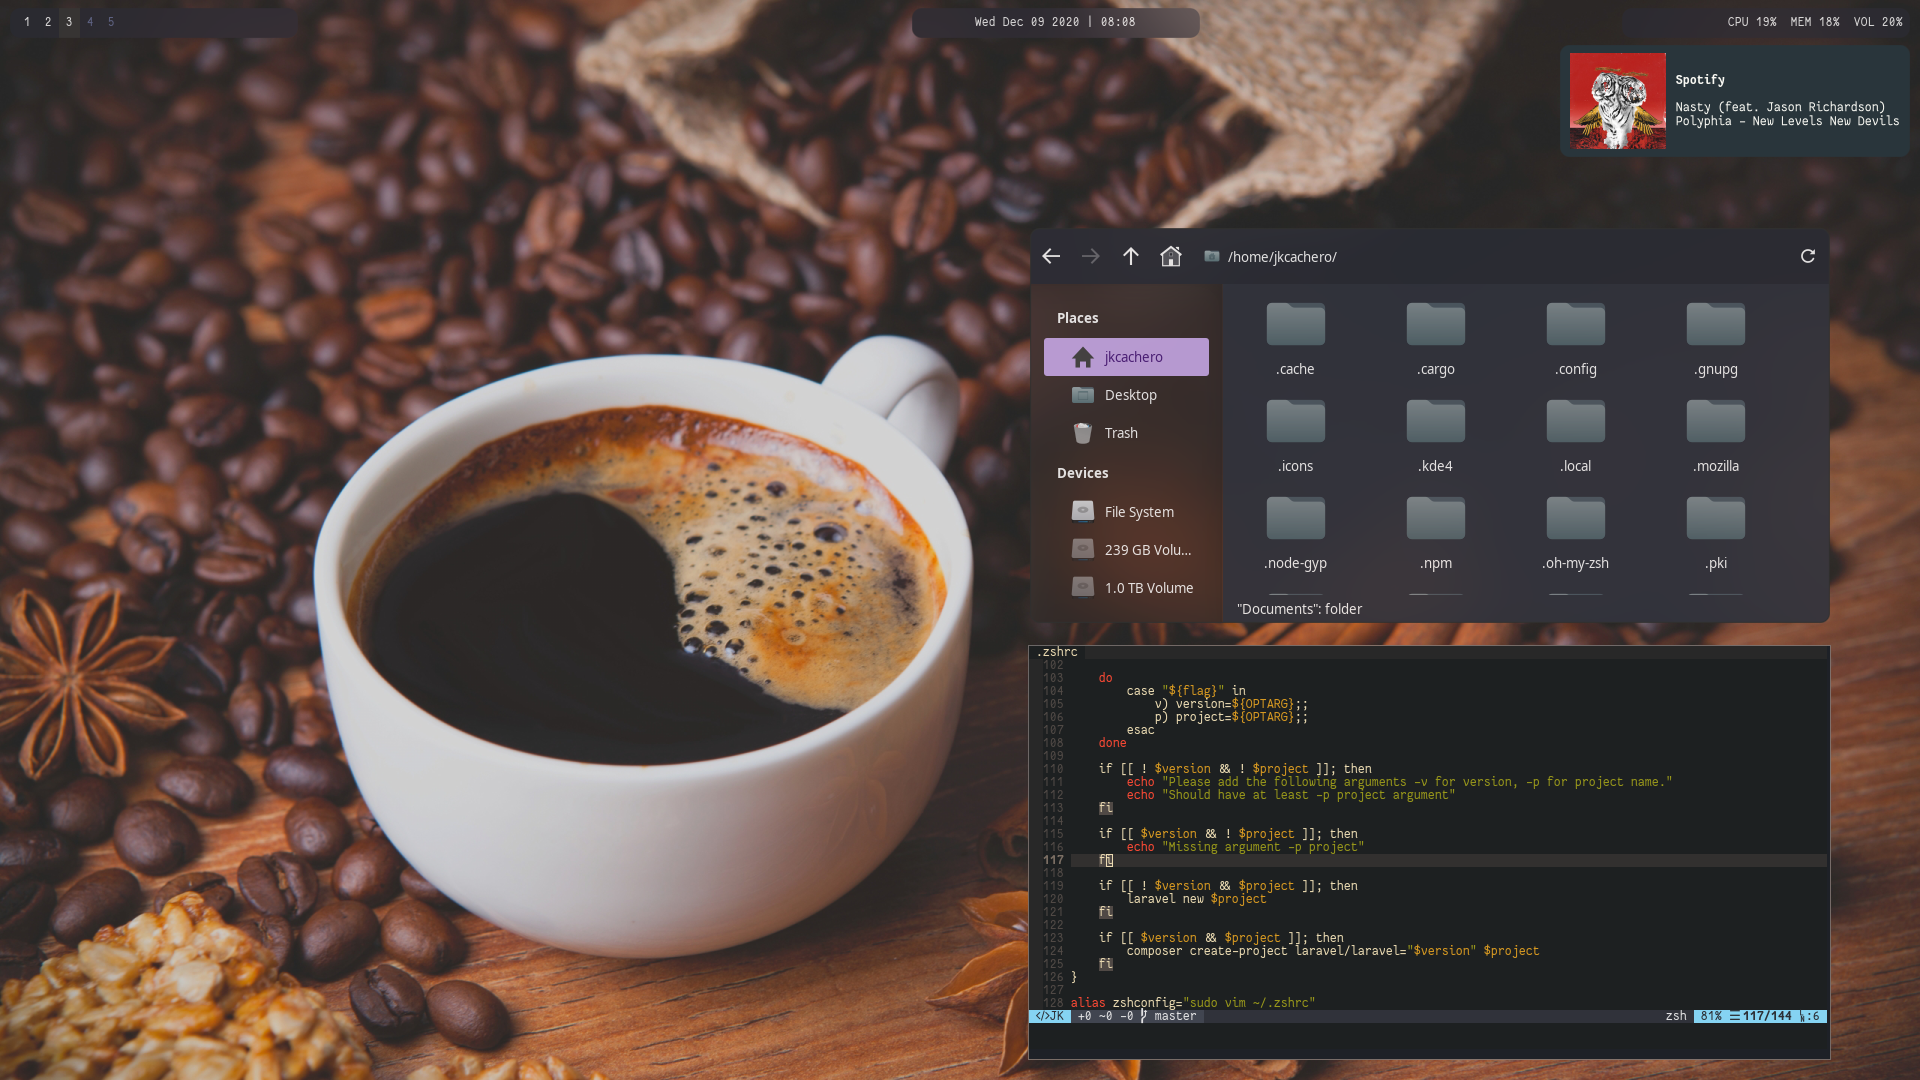 1 2 3 4 5
Wed Dec 09 2020 | 08:08
CPU 19% MEM 18% VOL 20%
Spotify
Nasty (feat. Jason Richardson)
Polyphia - New Levels New Devils
/home/jkcachero/
Places
jkcachero
Desktop
Trash
Devices
File System
239 GB Volu...
1.0 TB Volume
.cache .cargo .config .gnupg
.icons .kde4 .local .mozilla
.node-gyp .npm .oh-my-zsh .pki
"Documents": folder
.zshrc
102
103 do
104 case "${flag}" in
105 v) version=${OPTARG};;
106 p) project=${OPTARG};;
107 esac
108 done
109
110 if [[ ! $version && ! $project ]]; then
111 echo "Please add the following arguments -v for version, -p for project name."
112 echo "Should have at least -p project argument"
113 fi
114
115 if [[ $version && ! $project ]]; then
116 echo "Missing argument -p project"
117 fi
118
119 if [[ ! $version && $project ]]; then
120 laravel new $project
121 fi
122
123 if [[ $version && $project ]]; then
124 composer create-project laravel/laravel="$version" $project
125 fi
126 }
127
128 alias zshconfig="sudo vim ~/.zshrc"
</>JK +0 ~0 -0 master zsh 81% ☰ 117/144 :6